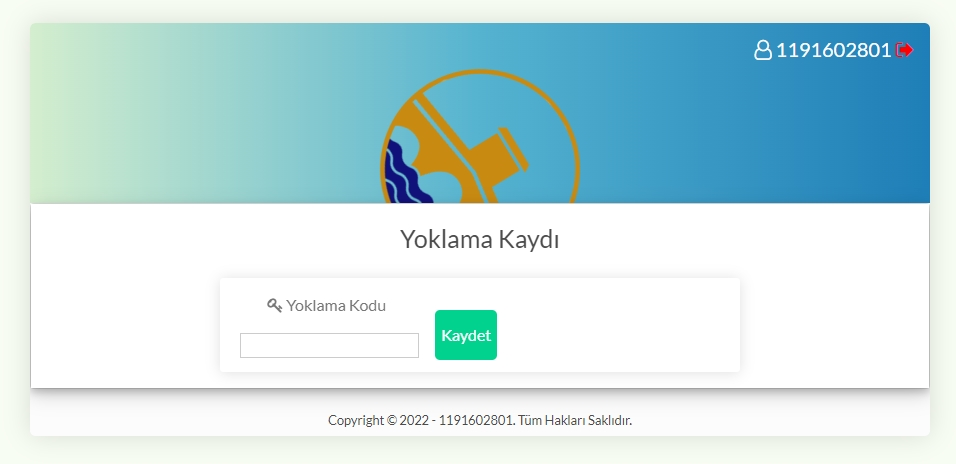 1191602801
Yoklama Kaydı
Yoklama Kodu
Kaydet
Copyright © 2022 - 1191602801. Tüm Hakları Saklıdır.